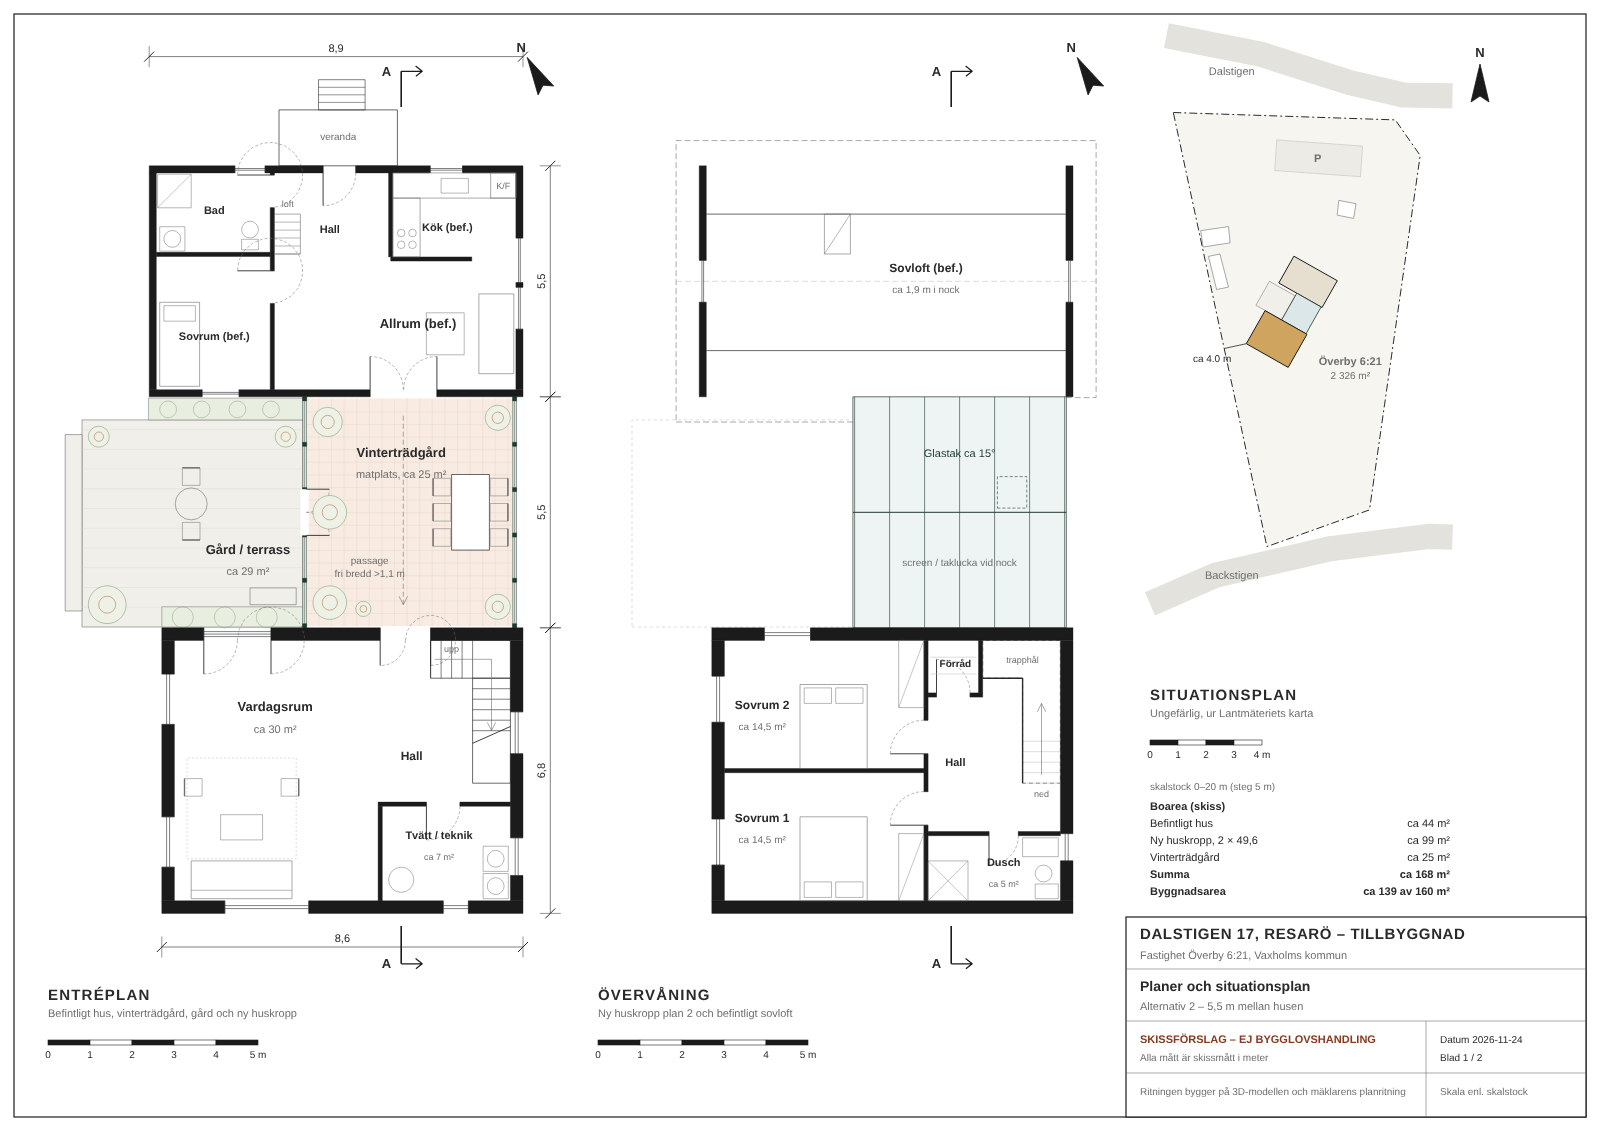 8,9
N
A
veranda
loft
Bad
Hall
Kök (bef.)
K/F
Sovrum (bef.)
Allrum (bef.)
5,5
Vinterträdgård
matplats, ca 25 m²
Gård / terrass
ca 29 m²
passage
fri bredd >1,1 m
5,5
upp
Vardagsrum
ca 30 m²
Hall
Tvätt / teknik
ca 7 m²
6,8
8,6
A
ENTRÉPLAN
Befintligt hus, vinterträdgård, gård och ny huskropp
0 1 2 3 4 5 m
N
A
Sovloft (bef.)
ca 1,9 m i nock
Glastak ca 15°
screen / taklucka vid nock
Förråd
trapphål
Sovrum 2
ca 14,5 m²
Hall
ned
Sovrum 1
ca 14,5 m²
Dusch
ca 5 m²
A
ÖVERVÅNING
Ny huskropp plan 2 och befintligt sovloft
0 1 2 3 4 5 m
N
Dalstigen
P
ca 4.0 m
Överby 6:21
2 326 m²
Backstigen
SITUATIONSPLAN
Ungefärlig, ur Lantmäteriets karta
0 1 2 3 4 m
skalstock 0–20 m (steg 5 m)
Boarea (skiss)
Befintligt hus ca 44 m²
Ny huskropp, 2 × 49,6 ca 99 m²
Vinterträdgård ca 25 m²
Summa ca 168 m²
Byggnadsarea ca 139 av 160 m²
DALSTIGEN 17, RESARÖ – TILLBYGGNAD
Fastighet Överby 6:21, Vaxholms kommun
Planer och situationsplan
Alternativ 2 – 5,5 m mellan husen
SKISSFÖRSLAG – EJ BYGGLOVSHANDLING
Alla mått är skissmått i meter
Datum 2026-11-24
Blad 1 / 2
Ritningen bygger på 3D-modellen och mäklarens planritning
Skala enl. skalstock